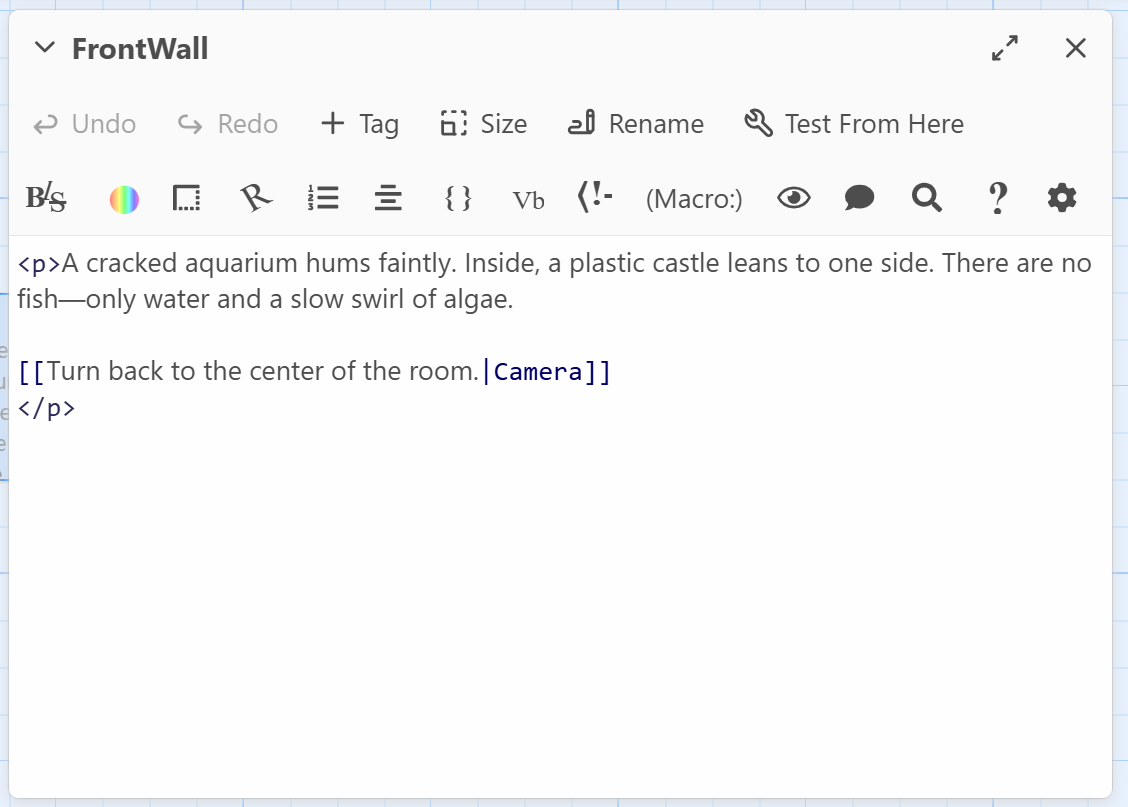 FrontWall
Undo Redo Tag Size Rename Test From Here
B/S { } Vb (!- (Macro:) ?
<p>A cracked aquarium hums faintly. Inside, a plastic castle leans to one side. There are no
fish—only water and a slow swirl of algae.
[[Turn back to the center of the room.|Camera]]
</p>